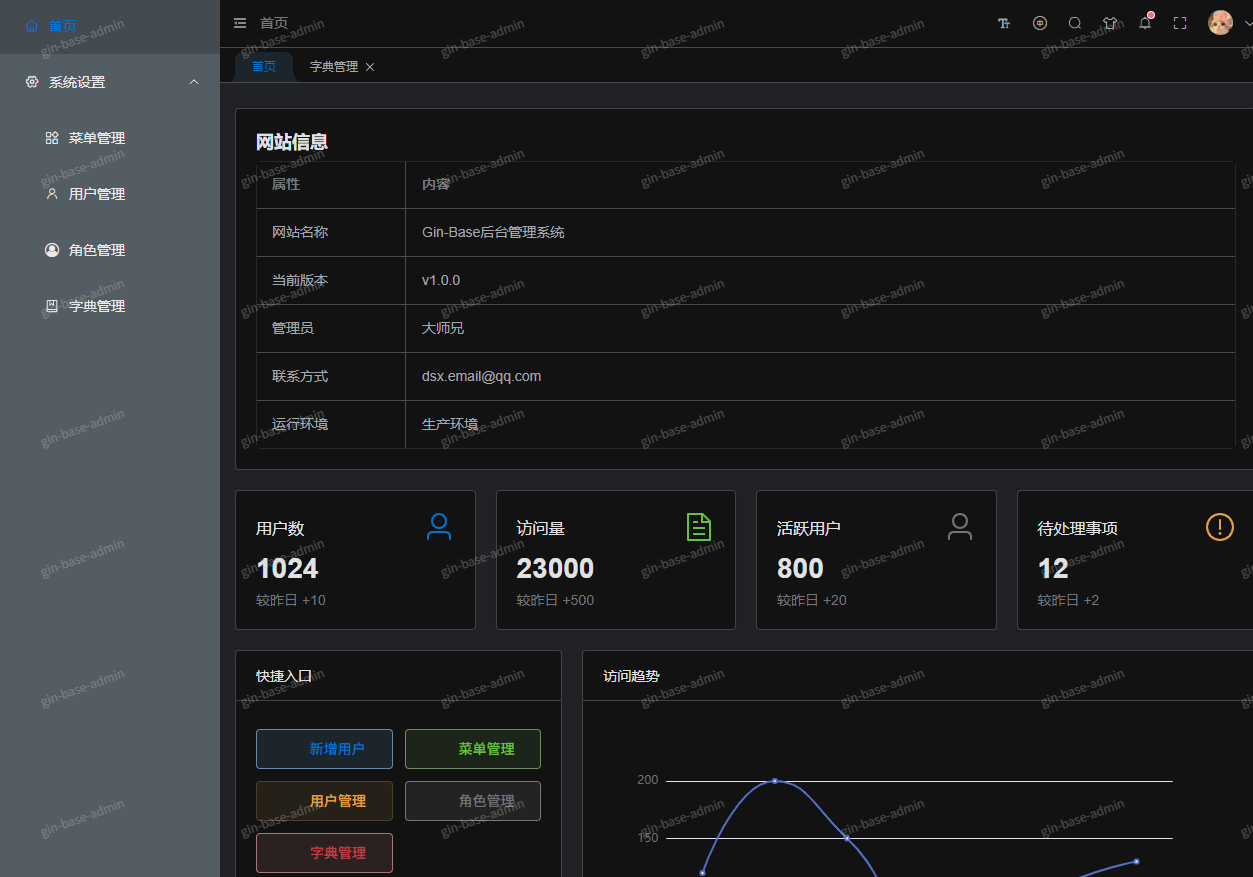 首页
系统设置
菜单管理
用户管理
角色管理
字典管理
首页
首页 字典管理
网站信息
属性 内容
网站名称 Gin-Base后台管理系统
当前版本 v1.0.0
管理员 大师兄
联系方式 dsx.email@qq.com
运行环境 生产环境
用户数
1024
较昨日 +10
访问量
23000
较昨日 +500
活跃用户
800
较昨日 +20
待处理事项
12
较昨日 +2
快捷入口
新增用户 菜单管理
用户管理 角色管理
字典管理
访问趋势
200
150
gin-base-admin